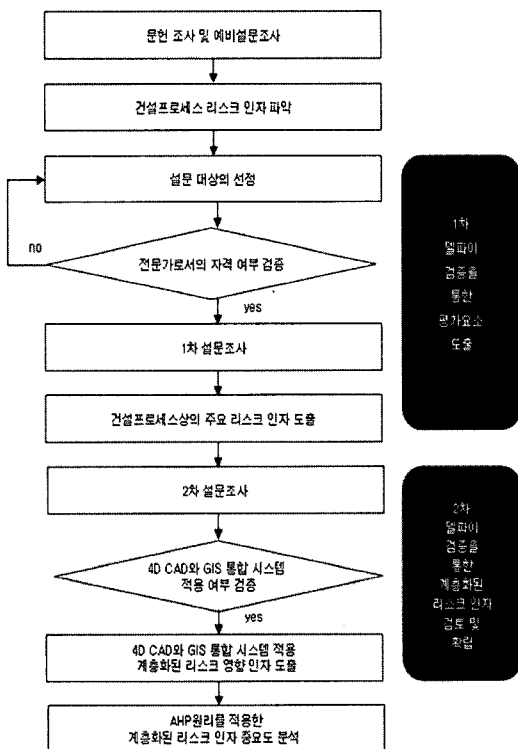 문헌 조사 및 예비설문조사
건설프로세스 리스크 인자 파악
설문 대상의 선정
no
전문가로서의 자격 여부 검증
yes
1차 설문조사
건설프로세스상의 주요 리스크 인자 도출
1차
델파이
검증을
통한
평가요소
도출
2차 설문조사
4D CAD와 GIS 통합 시스템
적용 여부 검증
yes
4D CAD와 GIS 통합 시스템 적용
계층화된 리스크 영향 인자 도출
AHP원리를 적용한
계층화된 리스크 인자 중요도 분석
2차
델파이
검증을
통한
계층화된
리스크 인자
검토 및
확립